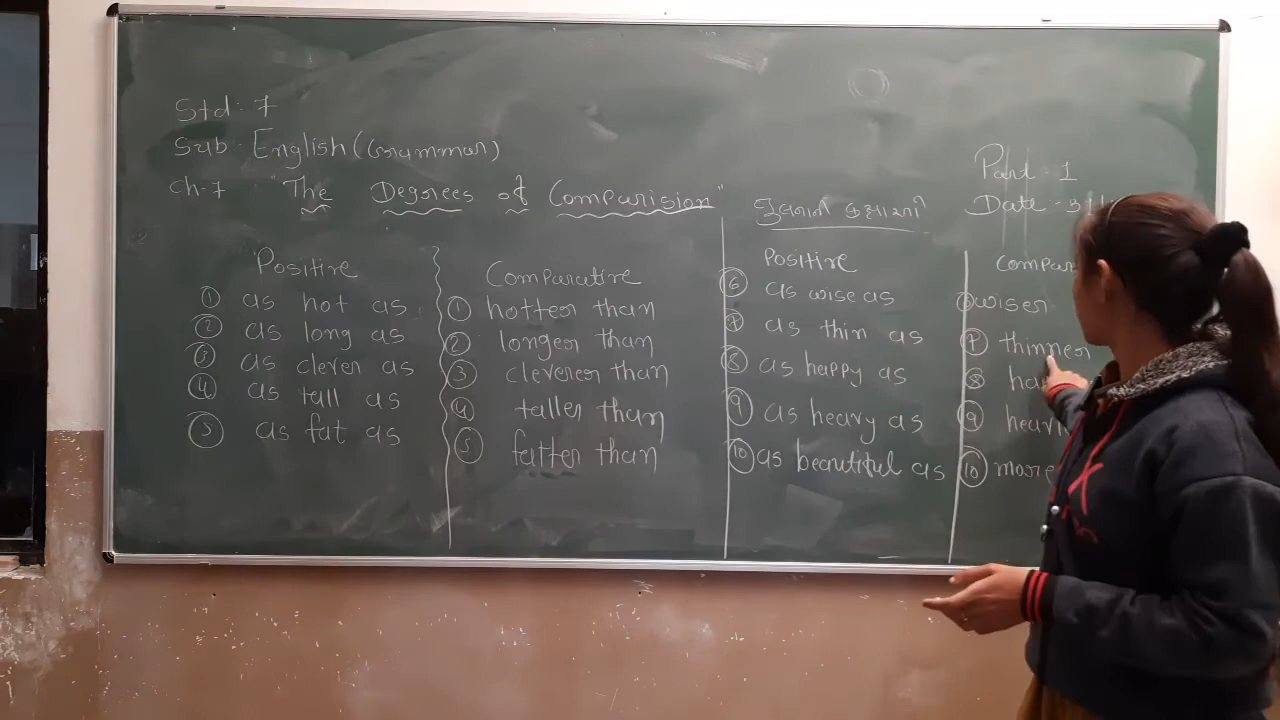 Std: 7
Sub: English (Grammar)
Ch-7 "The Degrees of Comparision"
Part - 1
Date :- 3/1
Positive
① as hot as
② as long as
③ as clever as
④ as tall as
⑤ as fat as
Comparative
① hotter than
② longer than
③ cleverer than
④ taller than
⑤ fatter than
Positive
⑥ as wise as
⑦ as thin as
⑧ as happy as
⑨ as heavy as
⑩ as beautiful as
wiser
⑦ thinner
⑧
⑨
⑩ more